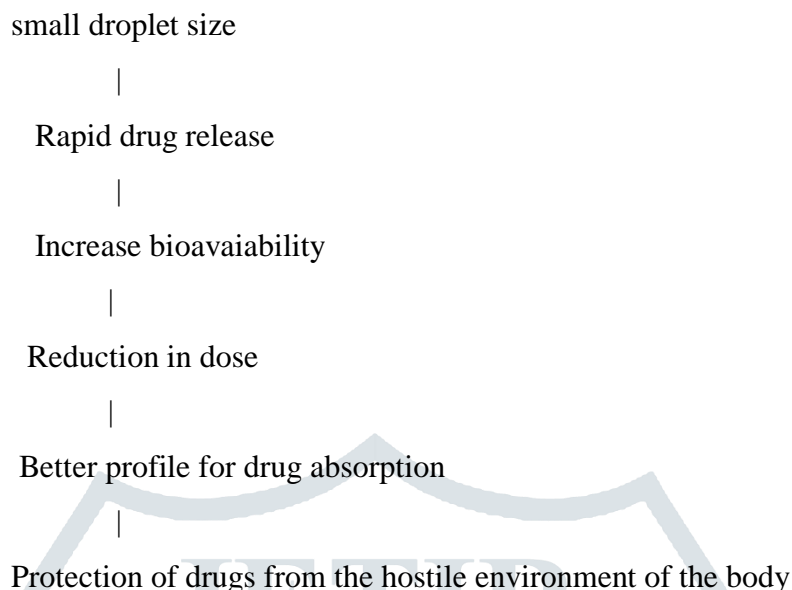 small droplet size
|
Rapid drug release
|
Increase bioavaiability
|
Reduction in dose
|
Better profile for drug absorption
|
Protection of drugs from the hostile environment of the body